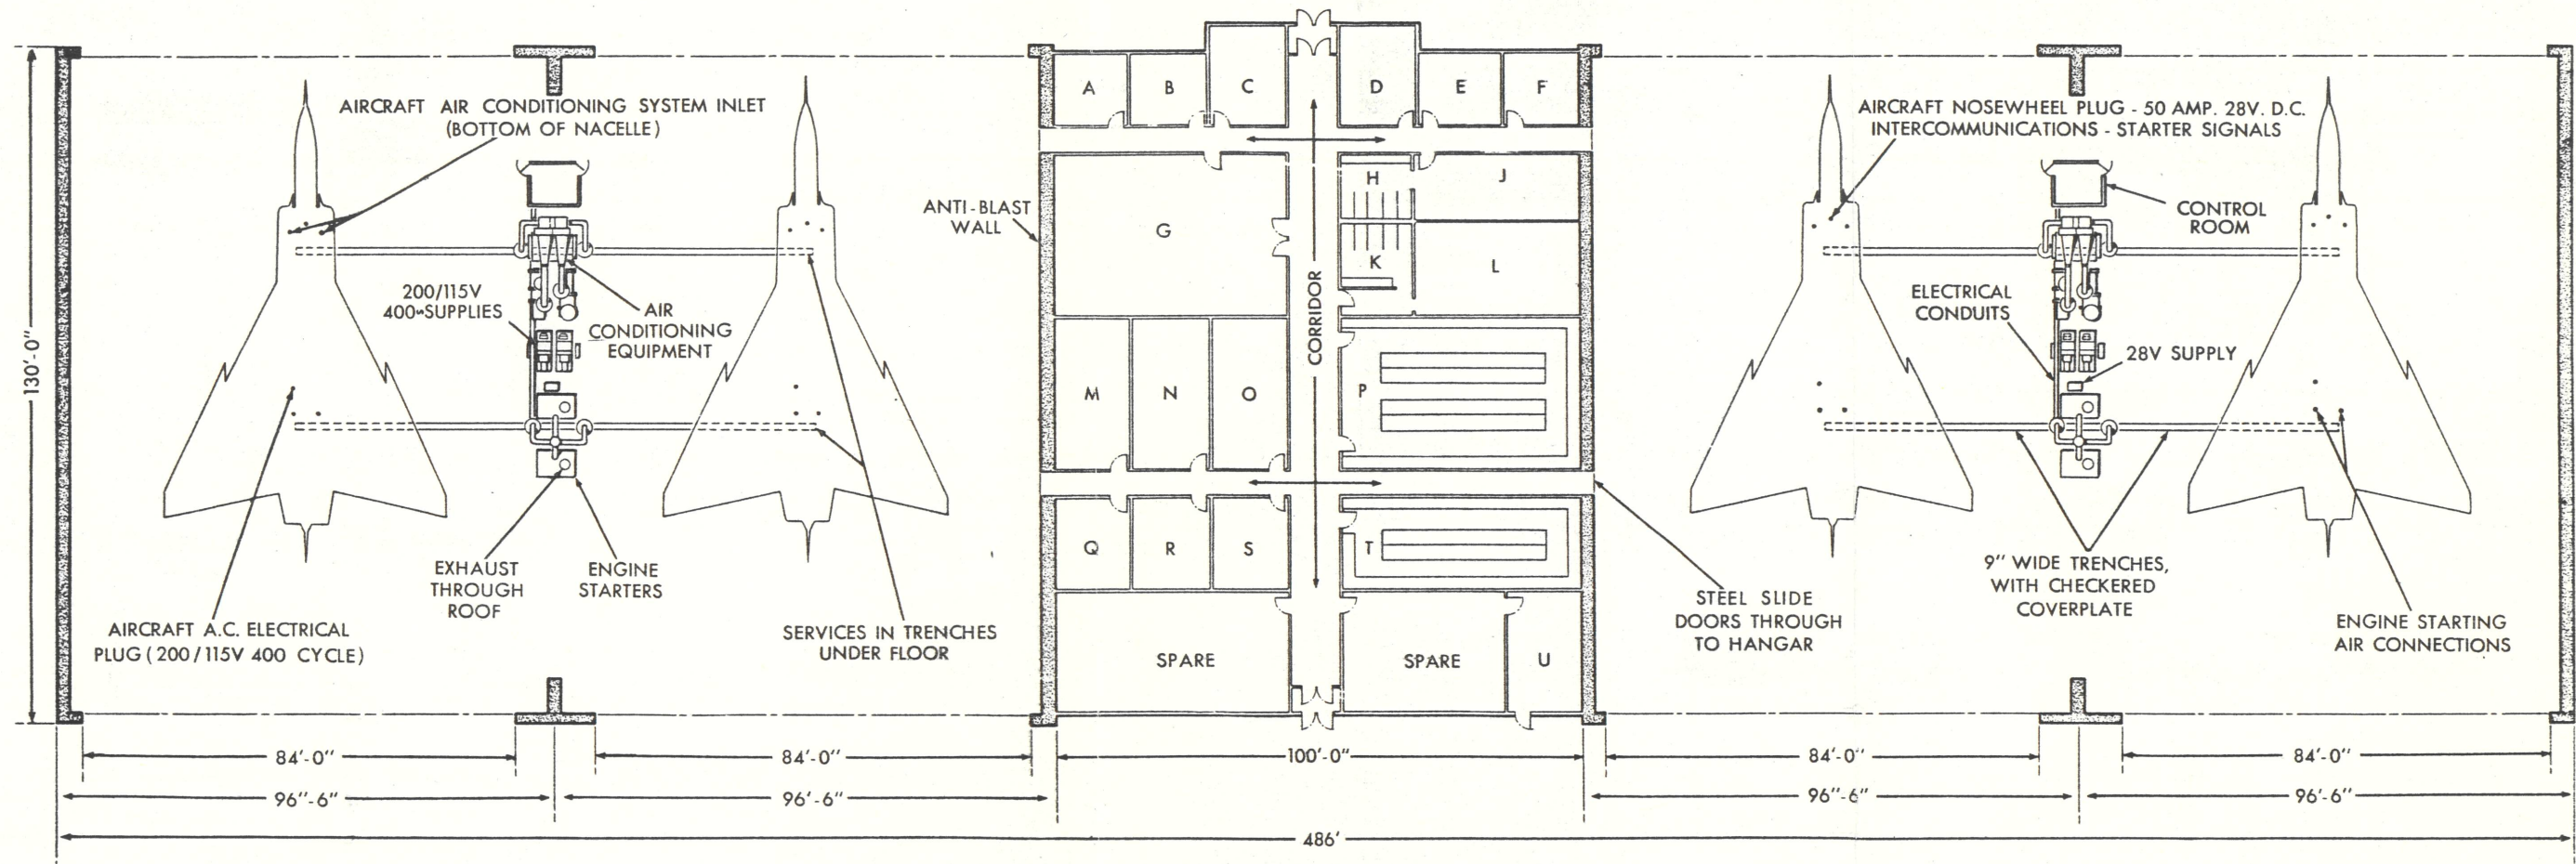 AIRCRAFT AIR CONDITIONING SYSTEM INLET
(BOTTOM OF NACELLE)
200/115V
400~SUPPLIES
AIR
CONDITIONING
EQUIPMENT
130'-0"
EXHAUST
THROUGH
ROOF
ENGINE
STARTERS
AIRCRAFT A.C. ELECTRICAL
PLUG (200/115V 400 CYCLE)
SERVICES IN TRENCHES
UNDER FLOOR
ANTI-BLAST
WALL
A
B
C
D
E
F
G
H
J
K
L
CORRIDOR
M
N
O
P
Q
R
S
T
SPARE
SPARE
U
AIRCRAFT NOSEWHEEL PLUG - 50 AMP. 28V. D.C.
INTERCOMMUNICATIONS - STARTER SIGNALS
CONTROL
ROOM
ELECTRICAL
CONDUITS
28V SUPPLY
9" WIDE TRENCHES,
WITH CHECKERED
COVERPLATE
STEEL SLIDE
DOORS THROUGH
TO HANGAR
ENGINE STARTING
AIR CONNECTIONS
84'-0"
84'-0"
100'-0"
84'-0"
84'-0"
96"-6"
96'-6"
96"-6"
96'-6"
486'